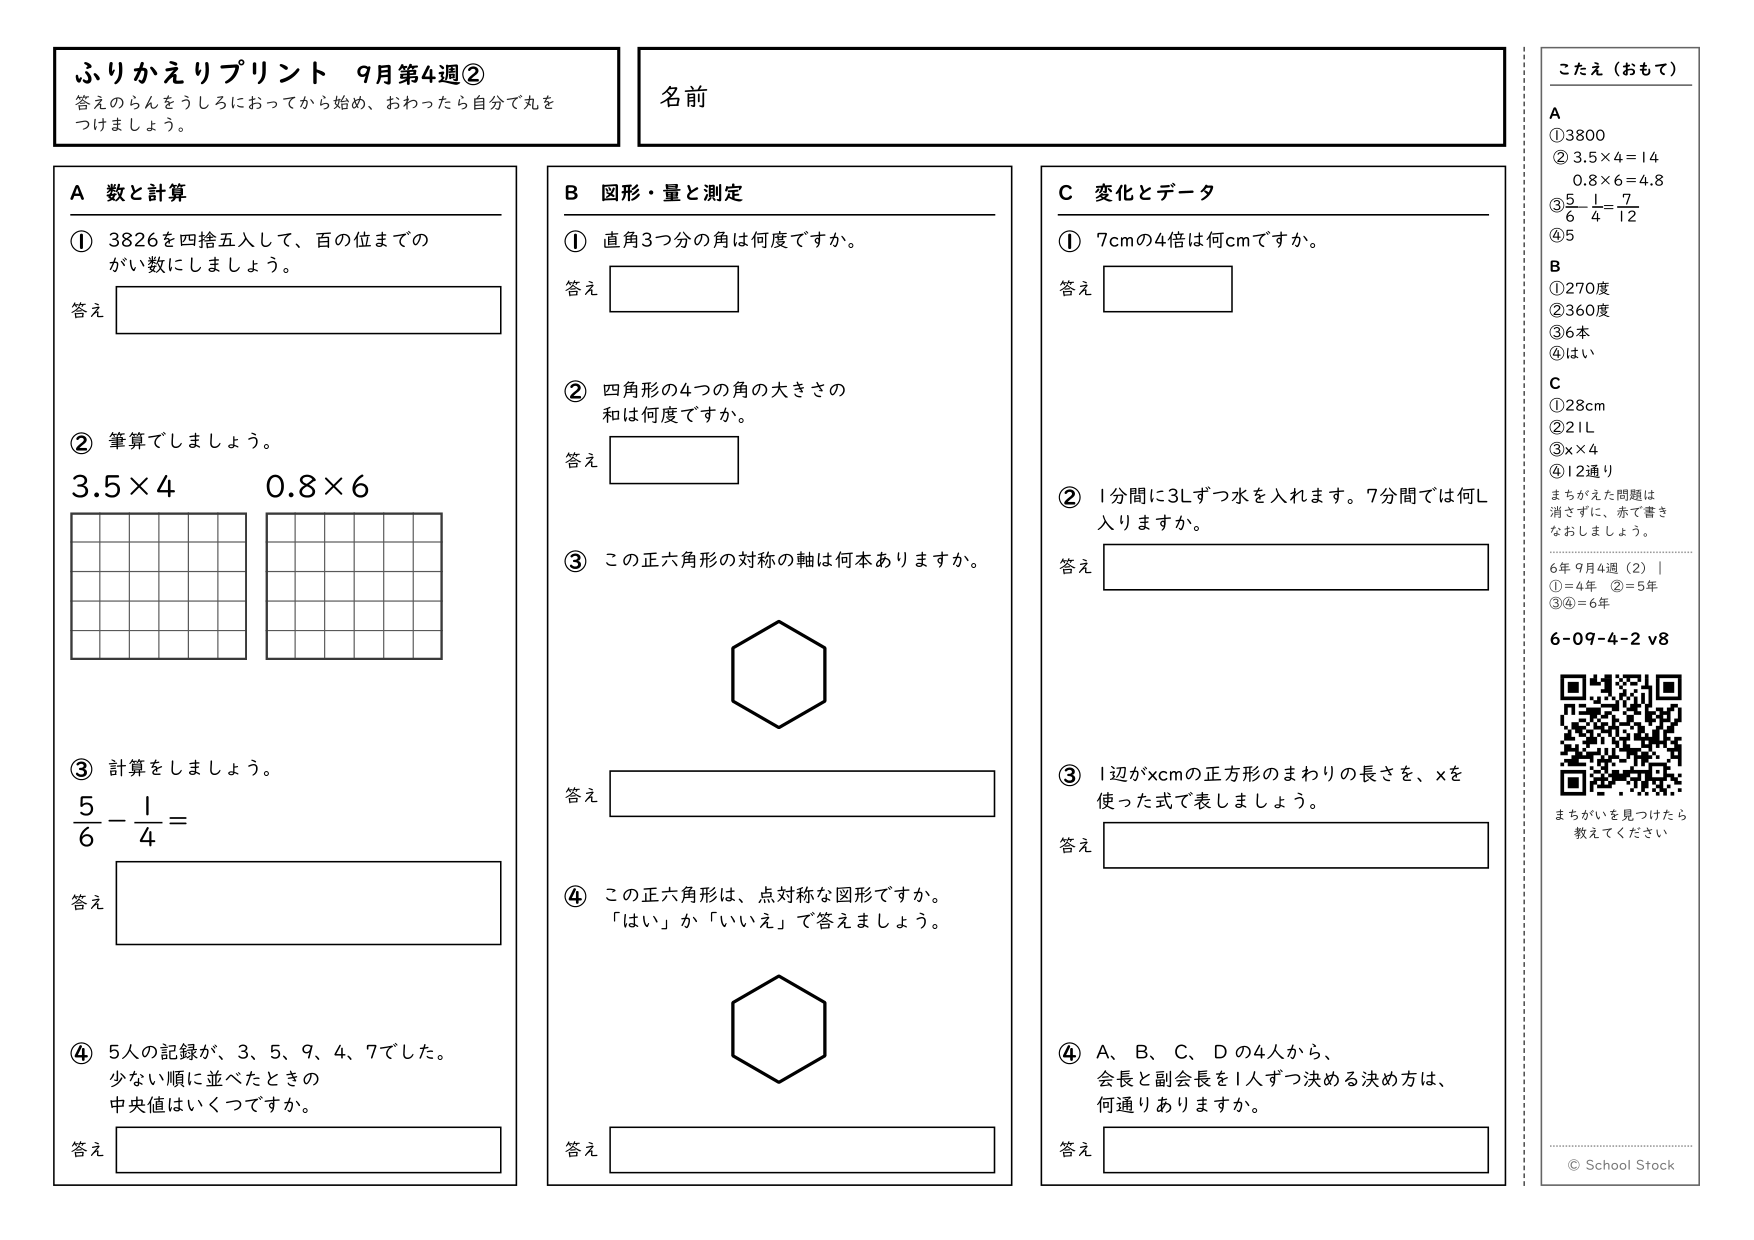 ふりかえりプリント　9月第4週②
答えのらんをうしろにおってから始め、おわったら自分で丸を
つけましょう。
名前
A　数と計算
① 3826を四捨五入して、百の位までの
がい数にしましょう。
答え
② 筆算でしましょう。
3.5×4　0.8×6
③ 計算をしましょう。
5/6 − 1/4 ＝
答え
④ 5人の記録が、3、5、9、4、7でした。
少ない順に並べたときの
中央値はいくつですか。
答え
B　図形・量と測定
① 直角3つ分の角は何度ですか。
答え
② 四角形の4つの角の大きさの
和は何度ですか。
答え
③ この正六角形の対称の軸は何本ありますか。
答え
④ この正六角形は、点対称な図形ですか。
「はい」か「いいえ」で答えましょう。
答え
C　変化とデータ
① 7cmの4倍は何cmですか。
答え
② 1分間に3Lずつ水を入れます。7分間では何L
入りますか。
答え
③ 1辺がxcmの正方形のまわりの長さを、xを
使った式で表しましょう。
答え
④ A、 B、 C、 D の4人から、
会長と副会長を1人ずつ決める決め方は、
何通りありますか。
答え
こたえ（おもて）
A
①3800
② 3.5×4＝14
0.8×6＝4.8
③5/6−1/4＝7/12
④5
B
①270度
②360度
③6本
④はい
C
①28cm
②21L
③x×4
④12通り
まちがえた問題は
消さずに、赤で書き
なおしましょう。
6年 9月4週（2）｜
①＝4年　②＝5年
③④＝6年
6-09-4-2 v8
まちがいを見つけたら
教えてください
© School Stock